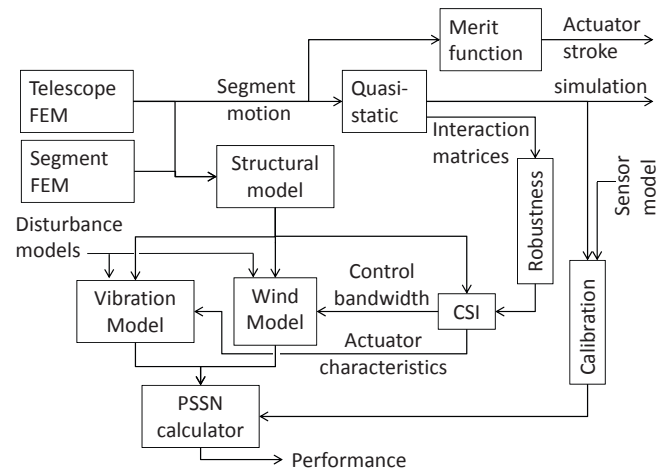 Merit
function
Actuator
stroke
Telescope
FEM
Segment
motion
Quasi-
static
simulation
Interaction
matrices
Segment
FEM
Structural
model
Robustness
Sensor model
Disturbance
models
Vibration
Model
Wind
Model
Control
bandwidth
CSI
Calibration
Actuator
characteristics
PSSN
calculator
Performance